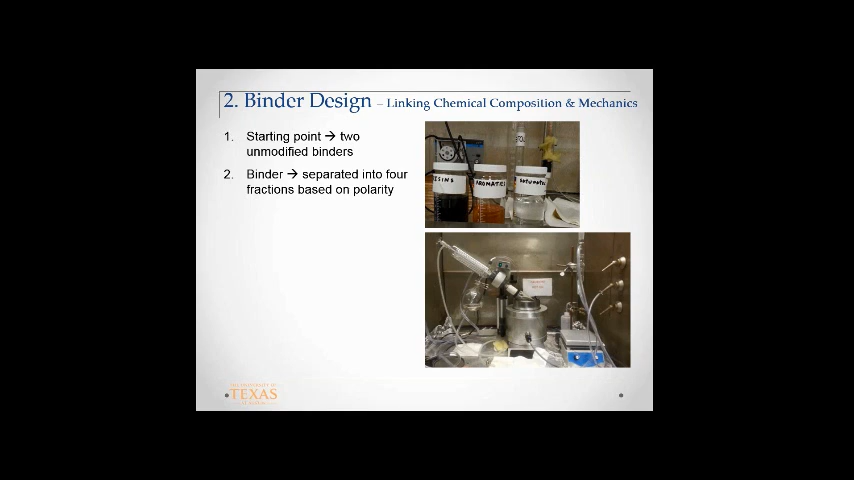 2. Binder Design – Linking Chemical Composition & Mechanics
1. Starting point → two
unmodified binders
2. Binder → separated into four
fractions based on polarity
AROMATICS
TEXAS